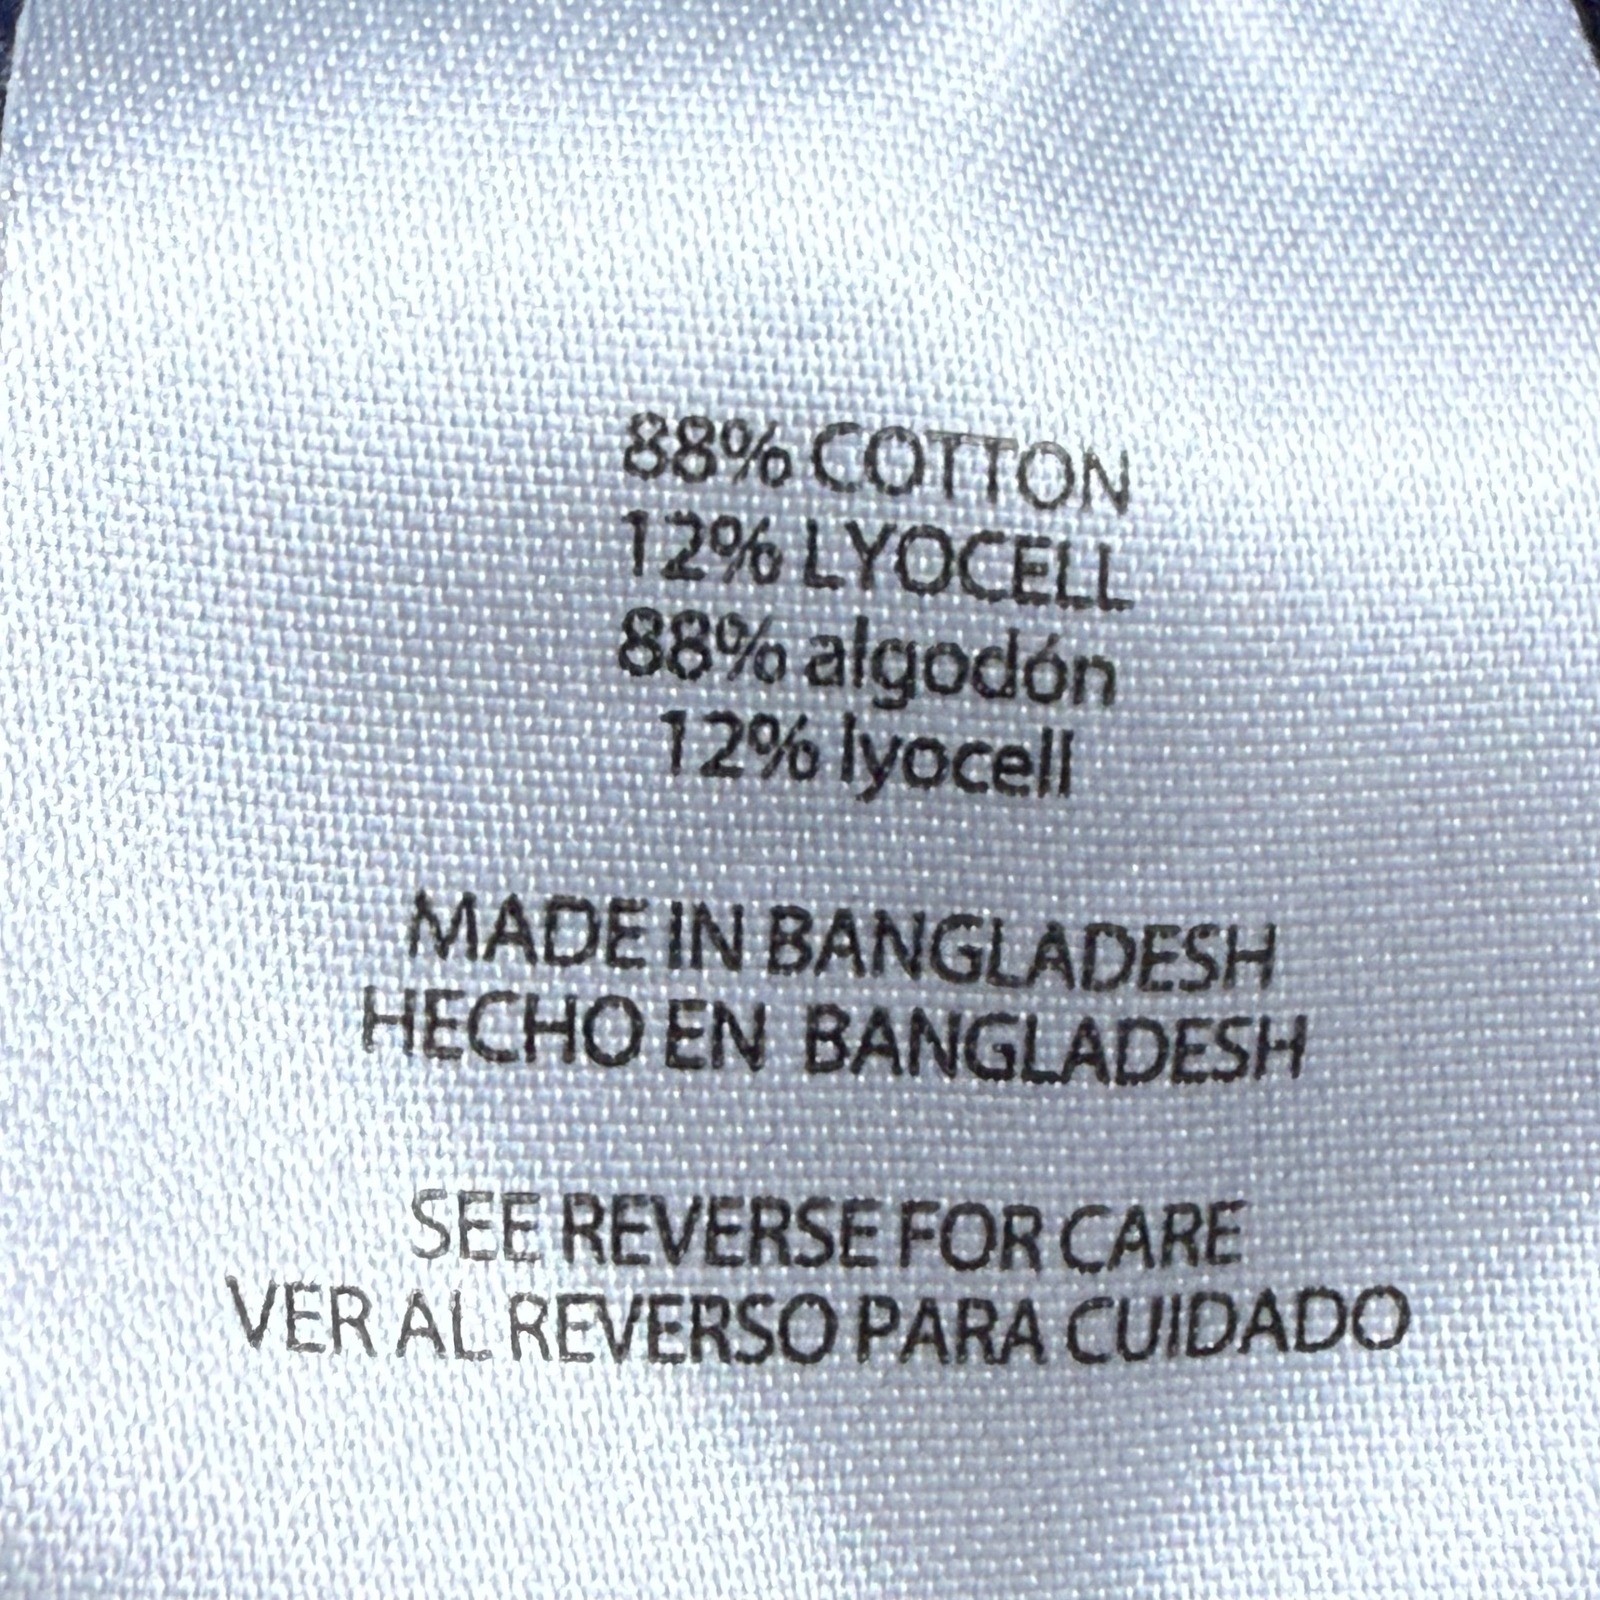 88% COTTON
12% LYOCELL
88% algodón
12% lyocell
MADE IN BANGLADESH
HECHO EN BANGLADESH
SEE REVERSE FOR CARE
VER AL REVERSO PARA CUIDADO